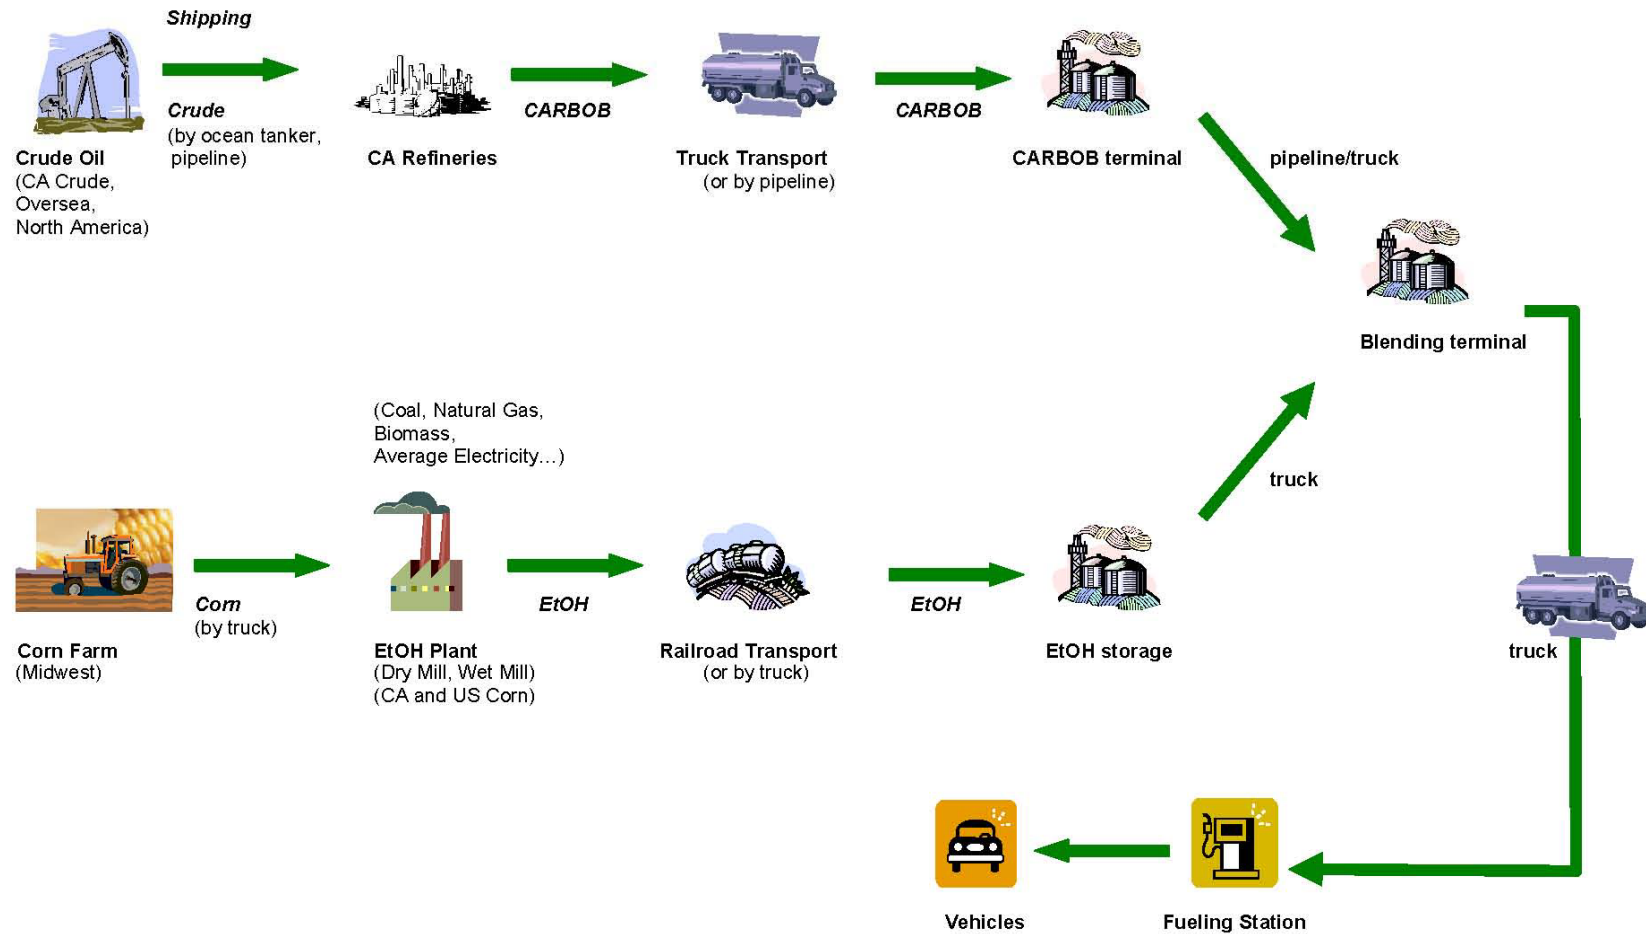 Shipping
Crude
(by ocean tanker,
pipeline)
Crude Oil
(CA Crude,
Oversea,
North America)
CA Refineries
CARBOB
Truck Transport
(or by pipeline)
CARBOB
CARBOB terminal
pipeline/truck
Blending terminal
(Coal, Natural Gas,
Biomass,
Average Electricity...)
truck
Corn
(by truck)
Corn Farm
(Midwest)
EtOH Plant
(Dry Mill, Wet Mill)
(CA and US Corn)
EtOH
Railroad Transport
(or by truck)
EtOH
EtOH storage
truck
Vehicles
Fueling Station